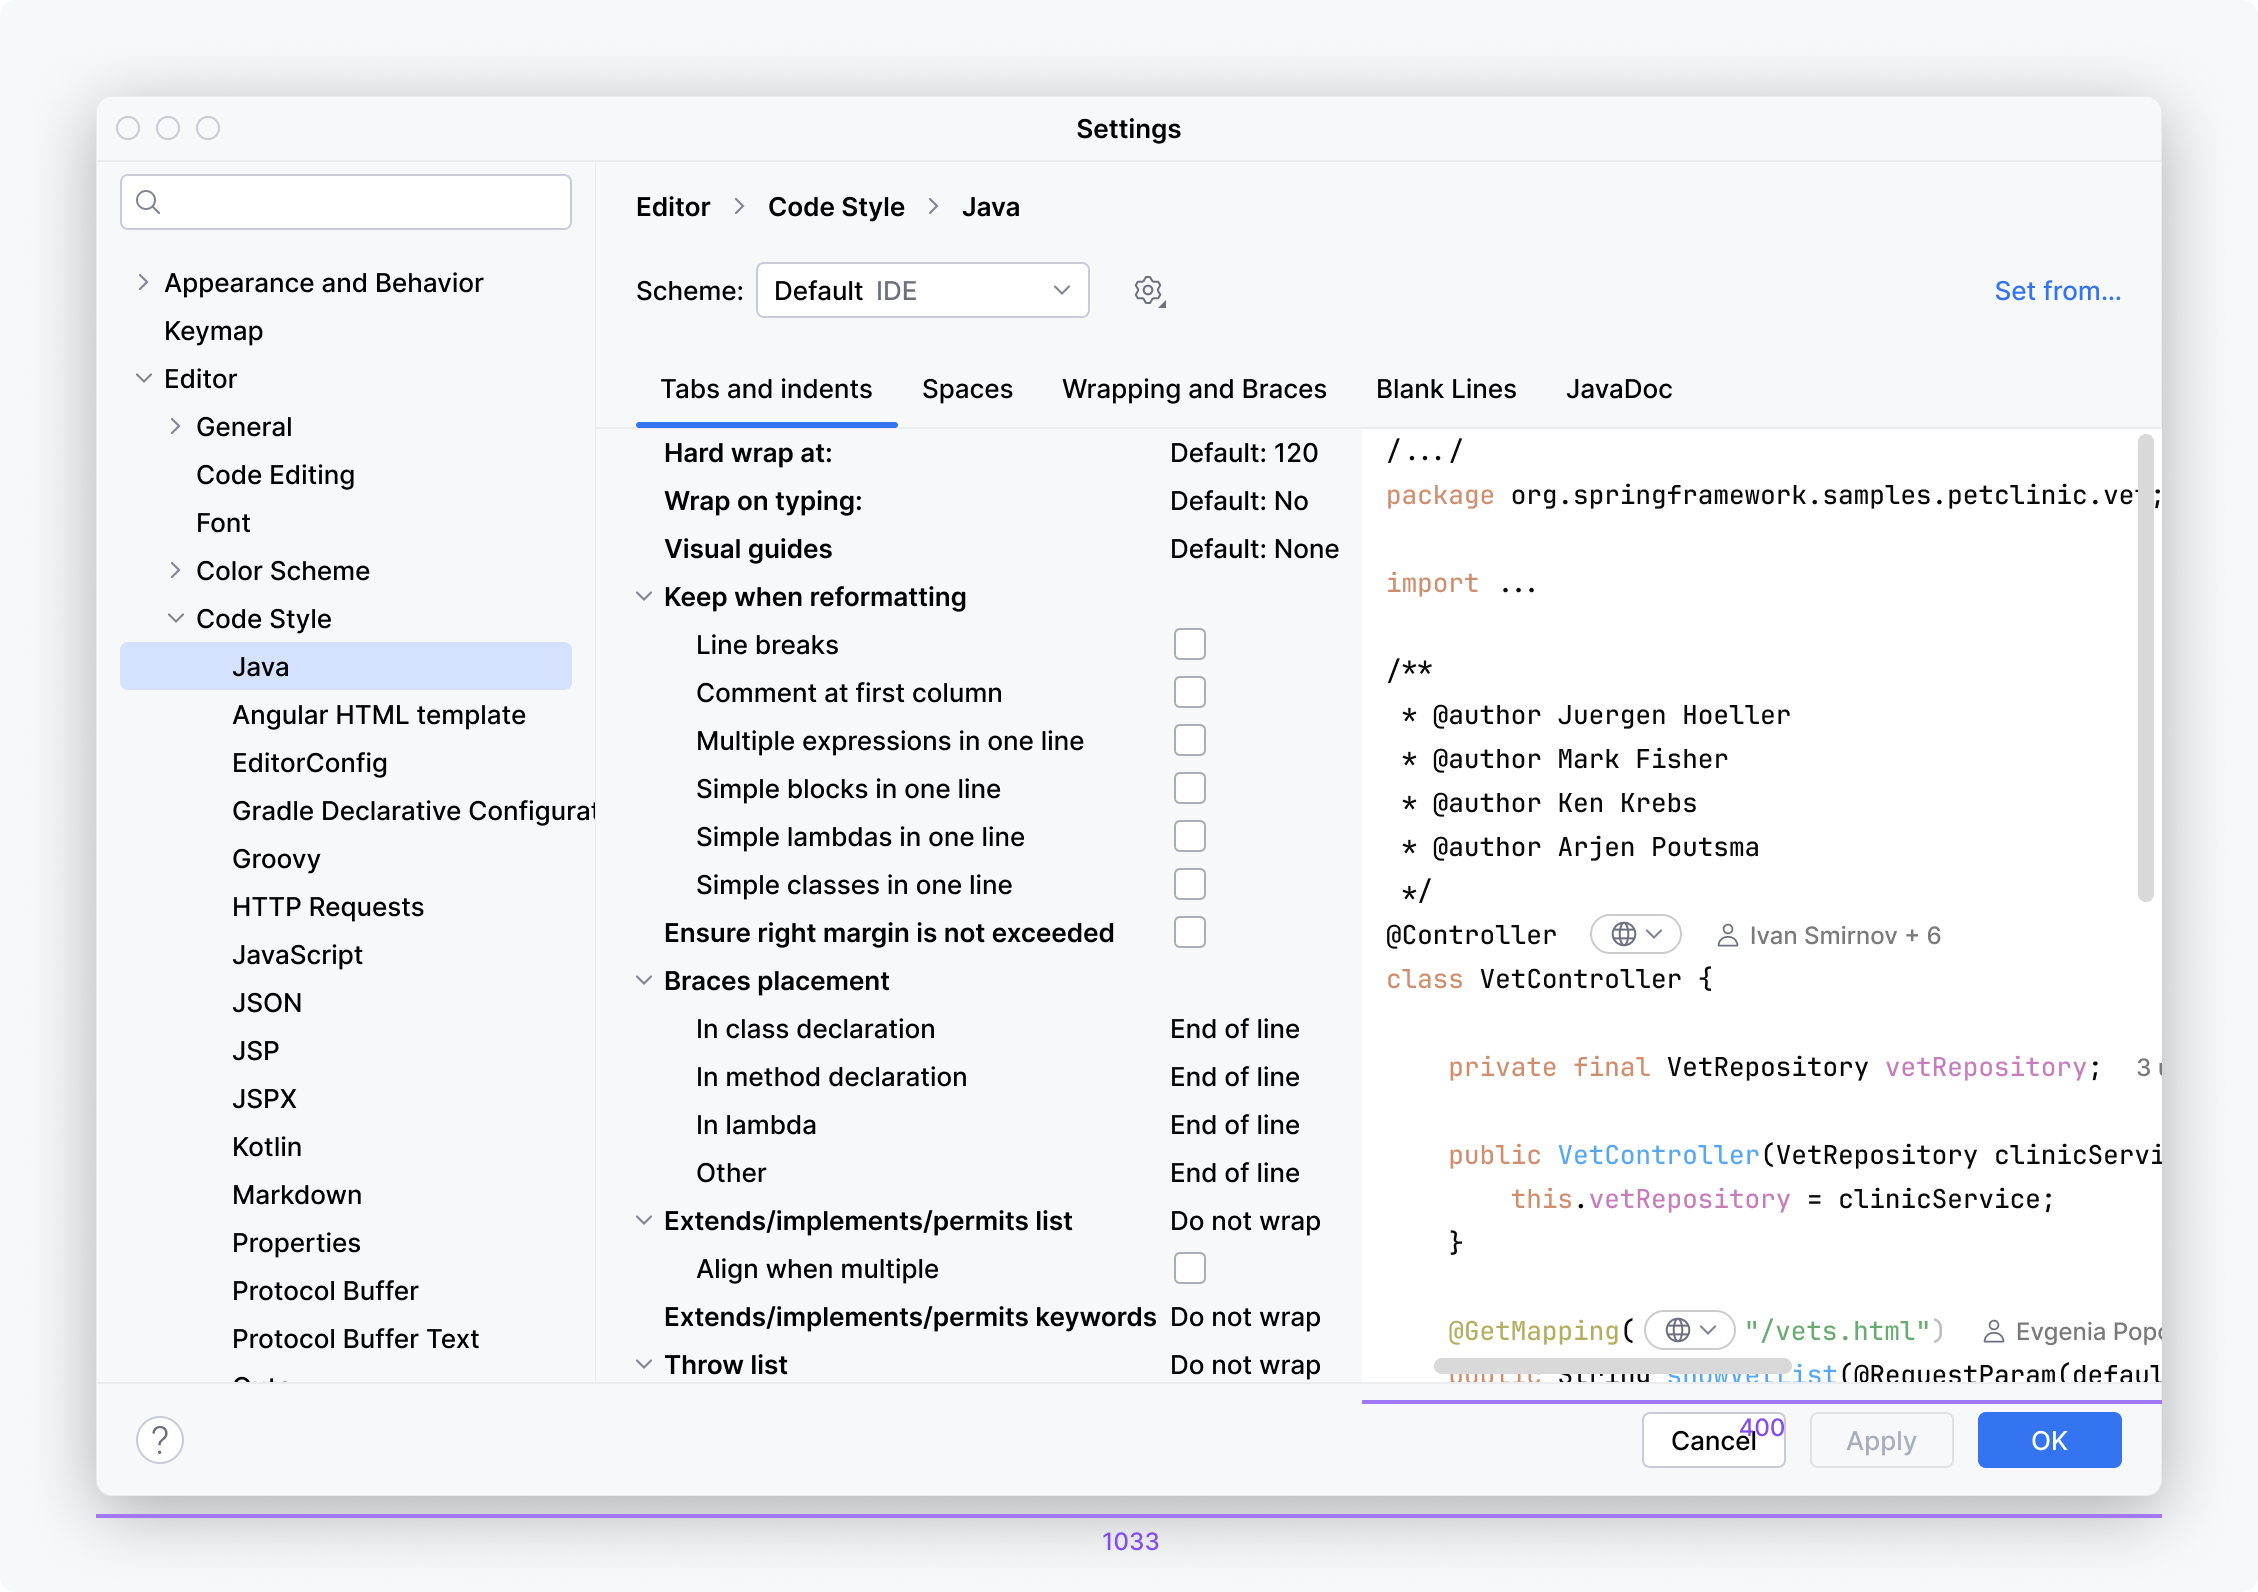 Settings
Editor > Code Style > Java
Scheme: Default IDE
Set from...
Appearance and Behavior
Keymap
Editor
General
Code Editing
Font
Color Scheme
Code Style
Java
Angular HTML template
EditorConfig
Gradle Declarative Configurat
Groovy
HTTP Requests
JavaScript
JSON
JSP
JSPX
Kotlin
Markdown
Properties
Protocol Buffer
Protocol Buffer Text
Tabs and indents Spaces Wrapping and Braces Blank Lines JavaDoc
Hard wrap at: Default: 120
Wrap on typing: Default: No
Visual guides Default: None
Keep when reformatting
Line breaks
Comment at first column
Multiple expressions in one line
Simple blocks in one line
Simple lambdas in one line
Simple classes in one line
Ensure right margin is not exceeded
Braces placement
In class declaration End of line
In method declaration End of line
In lambda End of line
Other End of line
Extends/implements/permits list Do not wrap
Align when multiple
Extends/implements/permits keywords Do not wrap
Throw list Do not wrap
/.../
package org.springframework.samples.petclinic.vet;
import ...
/**
* @author Juergen Hoeller
* @author Mark Fisher
* @author Ken Krebs
* @author Arjen Poutsma
*/
@Controller Ivan Smirnov + 6
class VetController {
private final VetRepository vetRepository; 3 u
public VetController(VetRepository clinicServi
this.vetRepository = clinicService;
}
@GetMapping( "/vets.html") Evgenia Popo
public String showVetList(@RequestParam(defaul
400
? Cancel Apply OK
1033